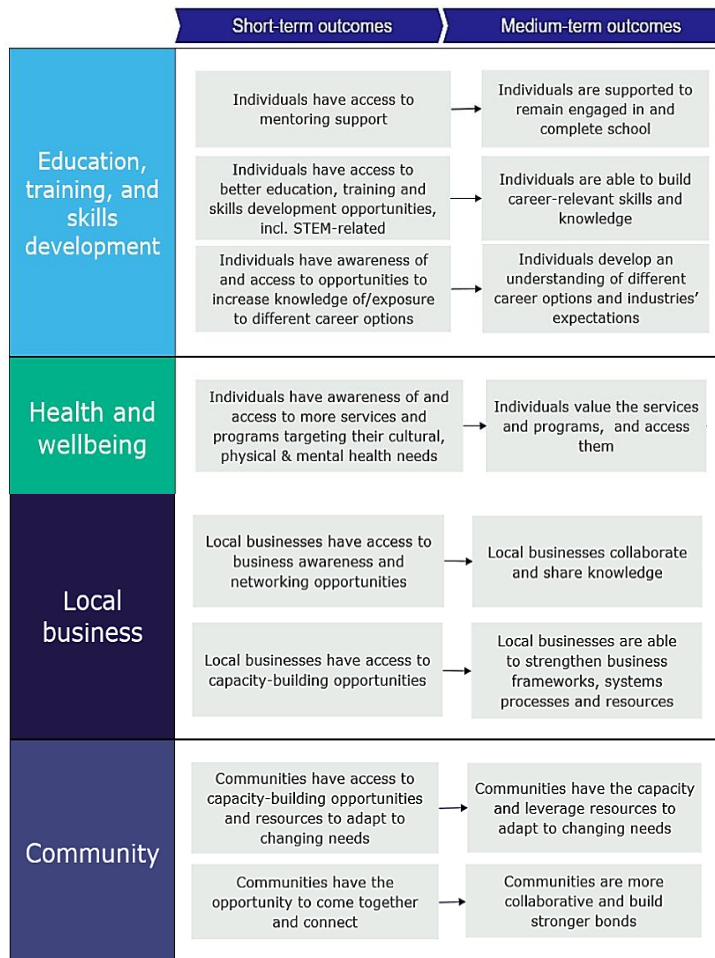 Short-term outcomes
Medium-term outcomes
Education,
training, and
skills
development
Individuals have access to
mentoring support
Individuals are supported to
remain engaged in and
complete school
Individuals have access to
better education, training and
skills development opportunities,
incl. STEM-related
Individuals are able to build
career-relevant skills and
knowledge
Individuals have awareness of
and access to opportunities to
increase knowledge of/exposure
to different career options
Individuals develop an
understanding of different
career options and industries’
expectations
Health and
wellbeing
Individuals have awareness of and
access to more services and
programs targeting their cultural,
physical & mental health needs
Individuals value the services
and programs, and access
them
Local
business
Local businesses have access to
business awareness and
networking opportunities
Local businesses collaborate
and share knowledge
Local businesses have access to
capacity-building opportunities
Local businesses are able
to strengthen business
frameworks, systems
processes and resources
Community
Communities have access to
capacity-building opportunities
and resources to adapt to
changing needs
Communities have the capacity
and leverage resources to
adapt to changing needs
Communities have the
opportunity to come together
and connect
Communities are more
collaborative and build
stronger bonds